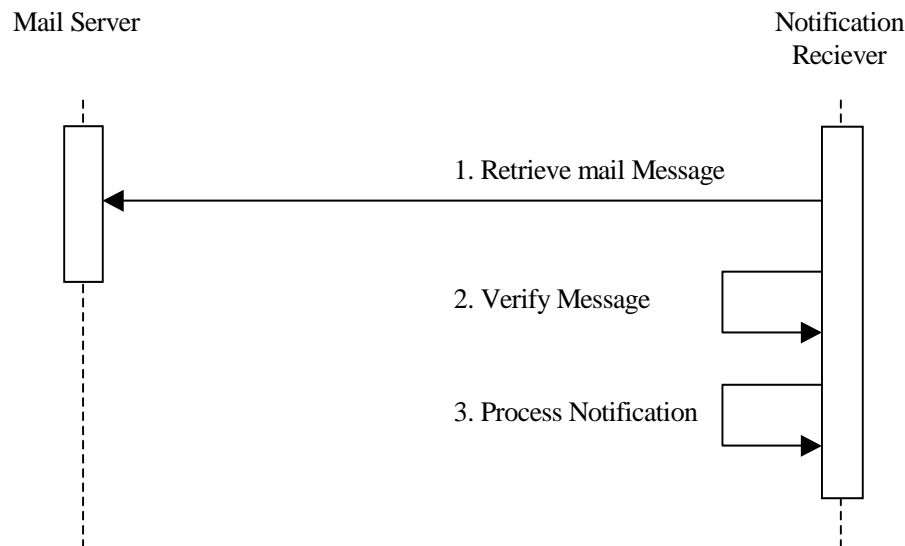 Mail Server
Notification
Reciever
1. Retrieve mail Message
2. Verify Message
3. Process Notification